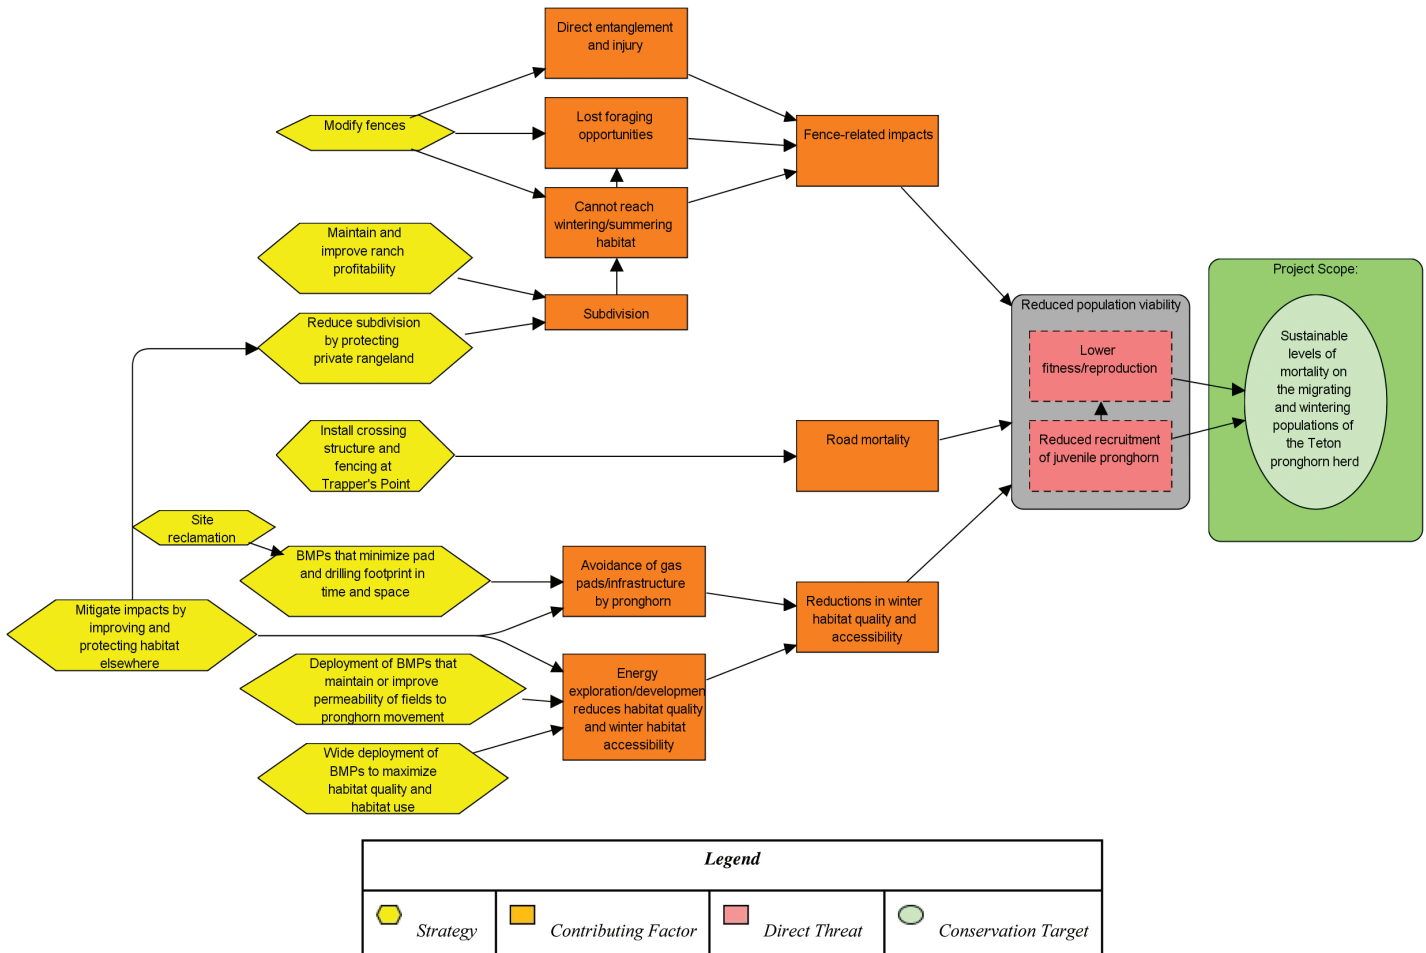 Direct entanglement
and injury
Modify fences
Lost foraging
opportunities
Fence-related impacts
Cannot reach
wintering/summering
habitat
Maintain and
improve ranch
profitability
Subdivision
Reduce subdivision
by protecting
private rangeland
Project Scope:
Reduced population viability
Lower
fitness/reproduction
Reduced recruitment
of juvenile pronghorn
Sustainable
levels of
mortality on
the migrating
and wintering
populations of
the Teton
pronghorn herd
Install crossing
structure and
fencing at
Trapper's Point
Road mortality
Site
reclamation
BMPs that minimize pad
and drilling footprint in
time and space
Avoidance of gas
pads/infrastructure
by pronghorn
Reductions in winter
habitat quality and
accessibility
Mitigate impacts by
improving and
protecting habitat
elsewhere
Deployment of BMPs that
maintain or improve
permeability of fields to
pronghorn movement
Energy
exploration/developmen
reduces habitat quality
and winter habitat
accessibility
Wide deployment of
BMPs to maximize
habitat quality and
habitat use
Legend
Strategy
Contributing Factor
Direct Threat
Conservation Target